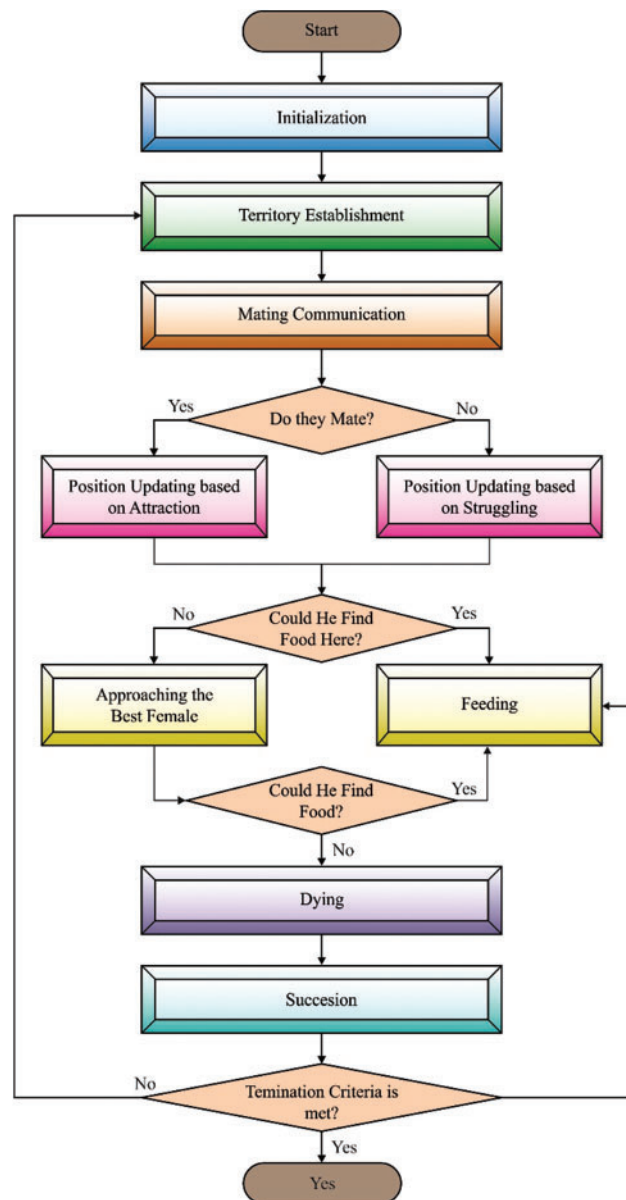 Start
Initialization
Territory Establishment
Mating Communication
Yes
Do they Mate?
No
Position Updating based
on Attraction
Position Updating based
on Struggling
No
Could He Find
Food Here?
Yes
Approaching the
Best Female
Feeding
Could He Find
Food?
Yes
No
Dying
Succesion
No
Temination Criteria is
met?
Yes
Yes